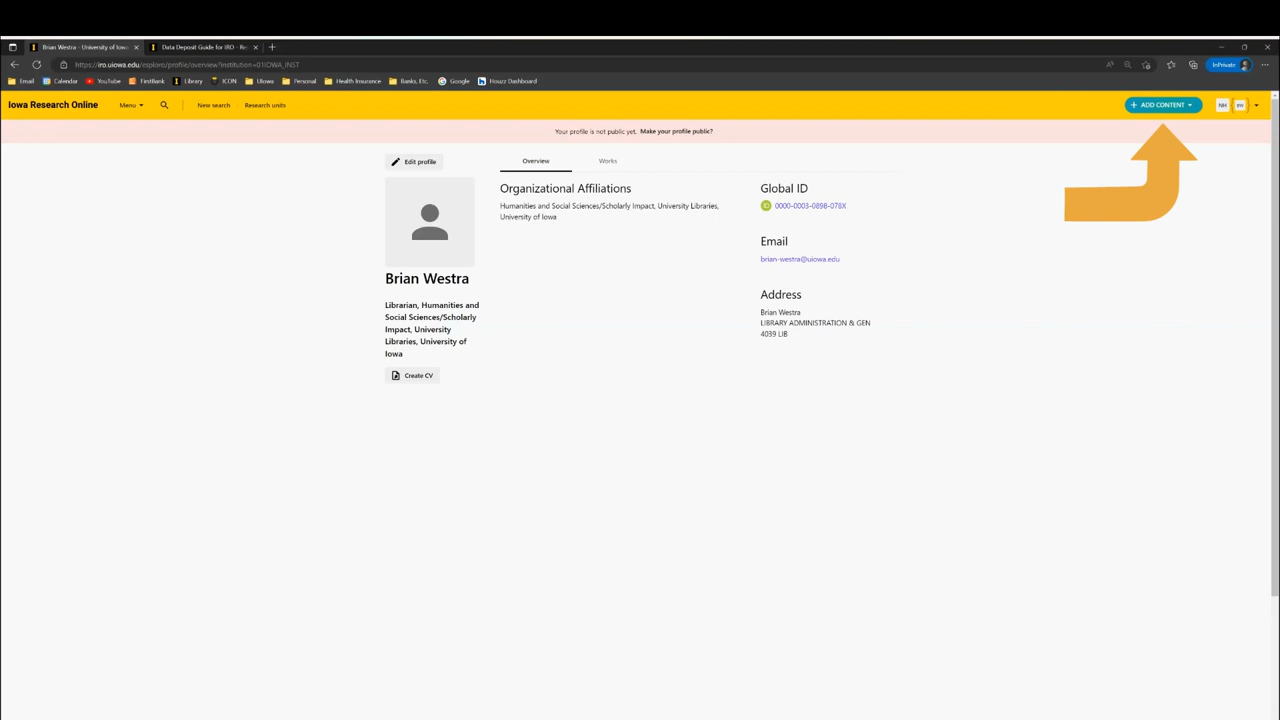 Brian Westra - University of Iowa
Data Deposit Guide for IRO - Re
https://iro.uiowa.edu/esploro/profile/overview?institution=01IOWA_INST
InPrivate
Email Calendar YouTube FirstBank Library ICON UIowa Personal Health Insurance Banks, Etc. Google Houzz Dashboard
Iowa Research Online Menu New search Research units + ADD CONTENT NH BW
Your profile is not public yet. Make your profile public?
Edit profile
Overview Works
Organizational Affiliations
Humanities and Social Sciences/Scholarly Impact, University Libraries,
University of Iowa
Global ID
iD 0000-0003-0898-078X
Email
brian-westra@uiowa.edu
Address
Brian Westra
LIBRARY ADMINISTRATION & GEN
4039 LIB
Brian Westra
Librarian, Humanities and
Social Sciences/Scholarly
Impact, University
Libraries, University of
Iowa
Create CV